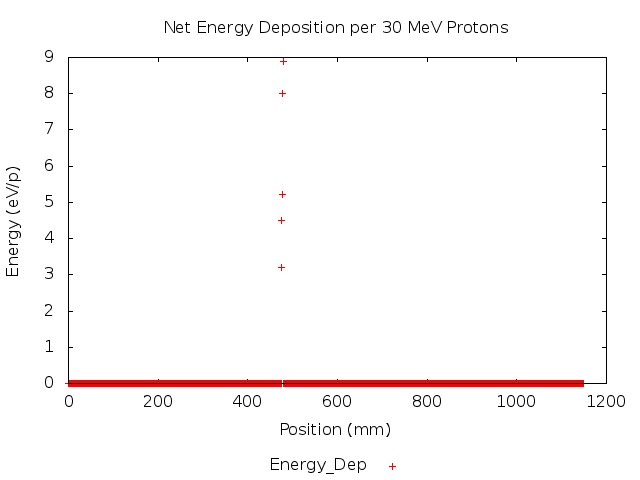 Net Energy Deposition per 30 MeV Protons
9
8
7
6
5
4
3
2
1
0
Energy (eV/p)
0 200 400 600 800 1000 1200
Position (mm)
Energy_Dep